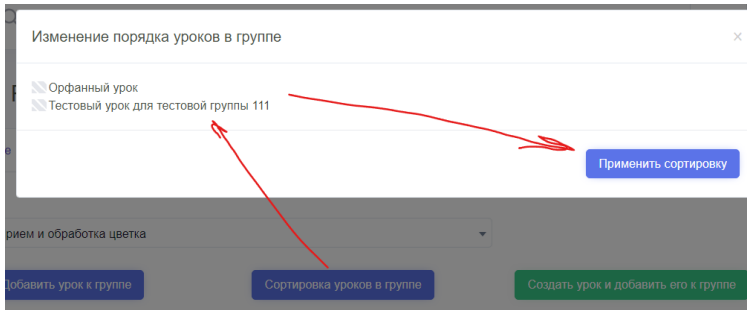 Изменение порядка уроков в группе
×
Орфанный урок
Тестовый урок для тестовой группы 111
Применить сортировку
рием и обработка цветка
Добавить урок к группе
Сортировка уроков в группе
Создать урок и добавить его к группе